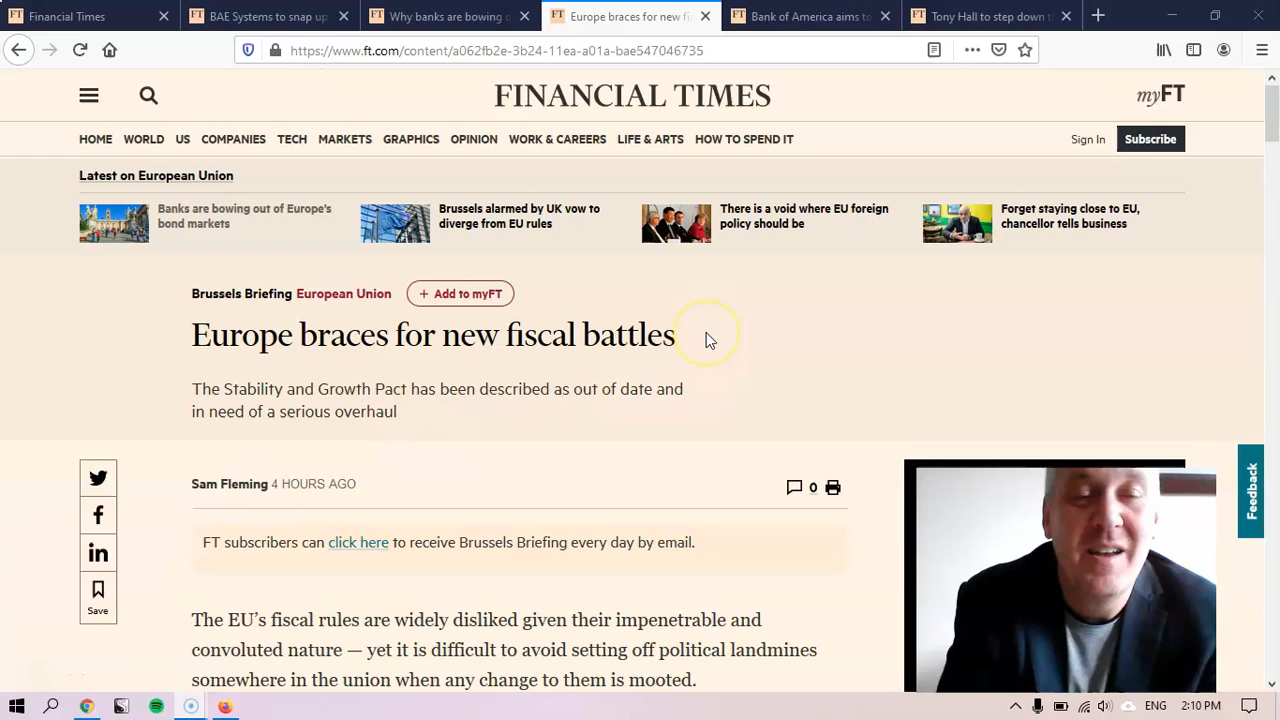 Financial Times
BAE Systems to snap up
Why banks are bowing o
Europe braces for new fis
Bank of America aims to
Tony Hall to step down t
https://www.ft.com/content/a062fb2e-3b24-11ea-a01a-bae547046735
FINANCIAL TIMES
myFT
HOME WORLD US COMPANIES TECH MARKETS GRAPHICS OPINION WORK & CAREERS LIFE & ARTS HOW TO SPEND IT
Sign In
Subscribe
Latest on European Union
Banks are bowing out of Europe's
bond markets
Brussels alarmed by UK vow to
diverge from EU rules
There is a void where EU foreign
policy should be
Forget staying close to EU,
chancellor tells business
Brussels Briefing European Union
+ Add to myFT
Europe braces for new fiscal battles
The Stability and Growth Pact has been described as out of date and
in need of a serious overhaul
Sam Fleming 4 HOURS AGO
0
FT subscribers can click here to receive Brussels Briefing every day by email.
Save
Feedback
The EU's fiscal rules are widely disliked given their impenetrable and
convoluted nature — yet it is difficult to avoid setting off political landmines
somewhere in the union when any change to them is mooted.
ENG
2:10 PM